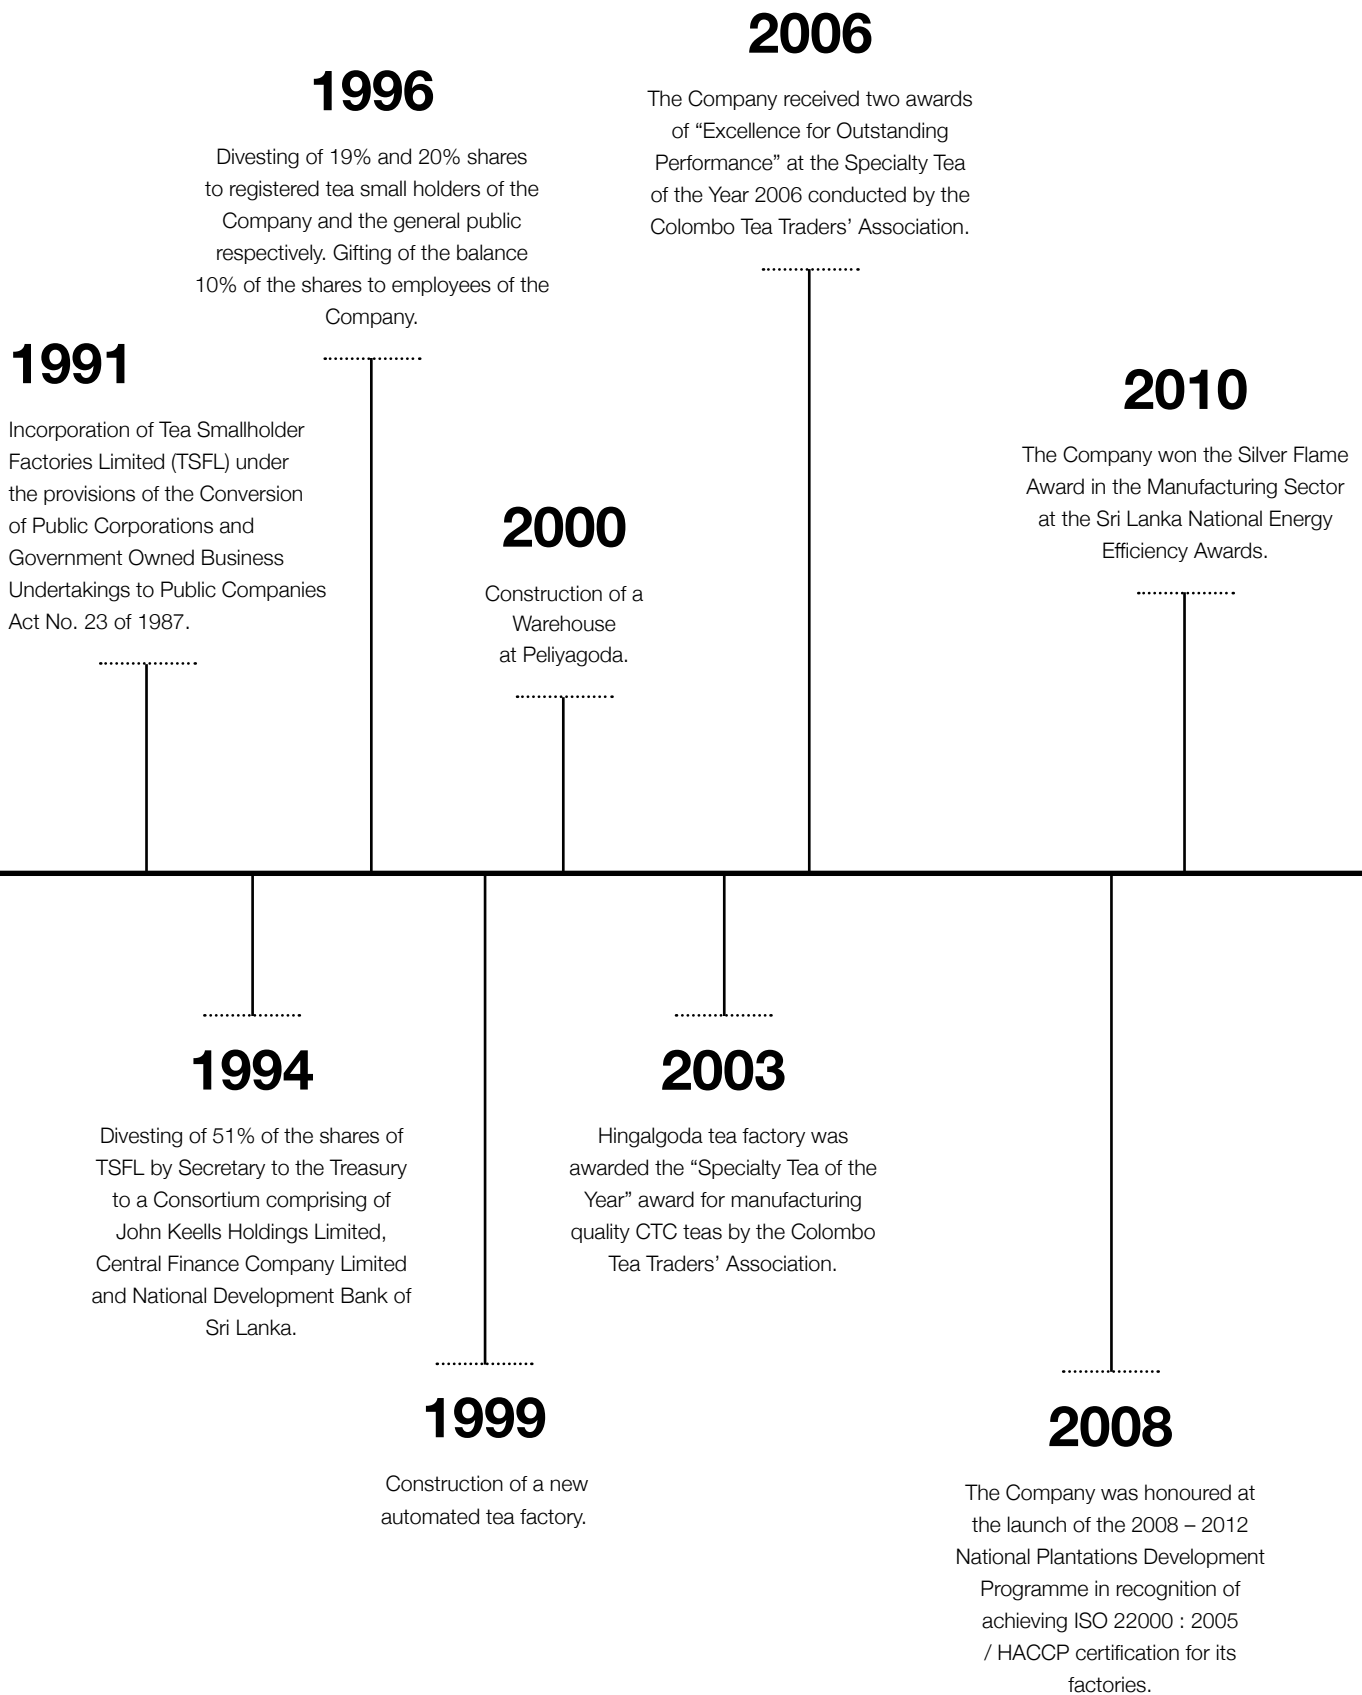 2006
The Company received two awards
of “Excellence for Outstanding
Performance” at the Specialty Tea
of the Year 2006 conducted by the
Colombo Tea Traders’ Association.
1996
Divesting of 19% and 20% shares
to registered tea small holders of the
Company and the general public
respectively. Gifting of the balance
10% of the shares to employees of the
Company.
1991
Incorporation of Tea Smallholder
Factories Limited (TSFL) under
the provisions of the Conversion
of Public Corporations and
Government Owned Business
Undertakings to Public Companies
Act No. 23 of 1987.
2010
The Company won the Silver Flame
Award in the Manufacturing Sector
at the Sri Lanka National Energy
Efficiency Awards.
2000
Construction of a
Warehouse
at Peliyagoda.
1994
Divesting of 51% of the shares of
TSFL by Secretary to the Treasury
to a Consortium comprising of
John Keells Holdings Limited,
Central Finance Company Limited
and National Development Bank of
Sri Lanka.
2003
Hingalgoda tea factory was
awarded the “Specialty Tea of the
Year” award for manufacturing
quality CTC teas by the Colombo
Tea Traders’ Association.
1999
Construction of a new
automated tea factory.
2008
The Company was honoured at
the launch of the 2008 – 2012
National Plantations Development
Programme in recognition of
achieving ISO 22000 : 2005
/ HACCP certification for its
factories.